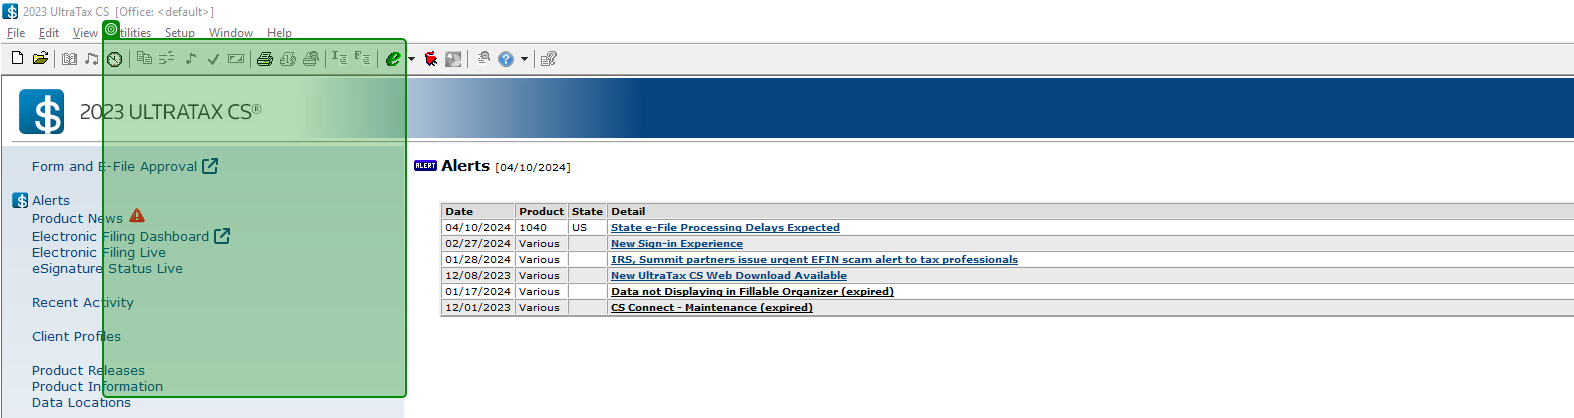 2023 UltraTax CS [Office: <default>]
File Edit View Utilities Setup Window Help
2023 ULTRATAX CS®
Form and E-File Approval
Alerts
Product News
Electronic Filing Dashboard
Electronic Filing Live
eSignature Status Live
Recent Activity
Client Profiles
Product Releases
Product Information
Data Locations
ALERT Alerts [04/10/2024]
Date Product State Detail
04/10/2024 1040 US State e-File Processing Delays Expected
02/27/2024 Various New Sign-in Experience
01/28/2024 Various IRS, Summit partners issue urgent EFIN scam alert to tax professionals
12/08/2023 Various New UltraTax CS Web Download Available
01/17/2024 Various Data not Displaying in Fillable Organizer (expired)
12/01/2023 Various CS Connect - Maintenance (expired)